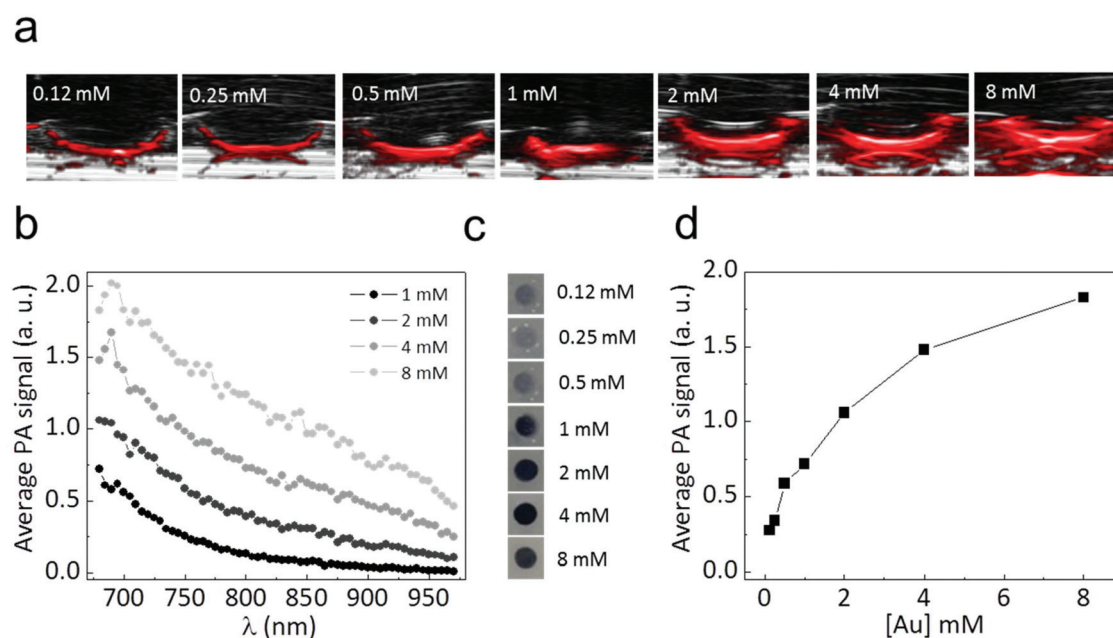 a
0.12 mM
0.25 mM
0.5 mM
1 mM
2 mM
4 mM
8 mM
b
Average PA signal (a. u.)
2.0
1.5
1.0
0.5
0.0
700
750
800
850
900
950
λ (nm)
1 mM
2 mM
4 mM
8 mM
c
0.12 mM
0.25 mM
0.5 mM
1 mM
2 mM
4 mM
8 mM
d
Average PA signal (a. u.)
2.0
1.5
1.0
0.5
0.0
0
2
4
6
8
[Au] mM